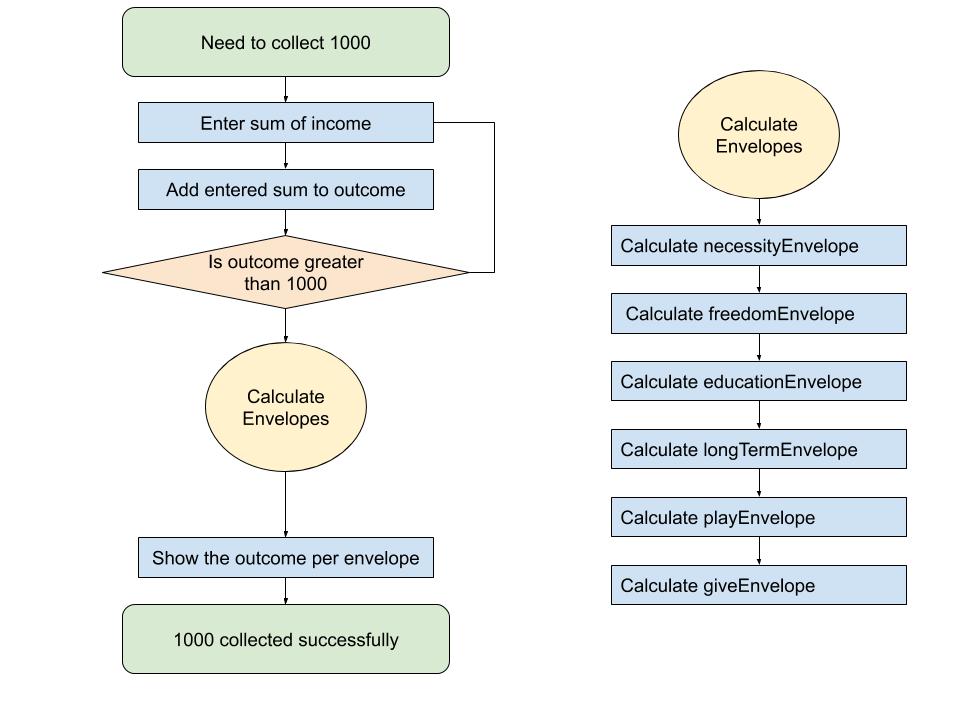 Need to collect 1000
Enter sum of income
Add entered sum to outcome
Is outcome greater
than 1000
Calculate
Envelopes
Show the outcome per envelope
1000 collected successfully
Calculate
Envelopes
Calculate necessityEnvelope
Calculate freedomEnvelope
Calculate educationEnvelope
Calculate longTermEnvelope
Calculate playEnvelope
Calculate giveEnvelope